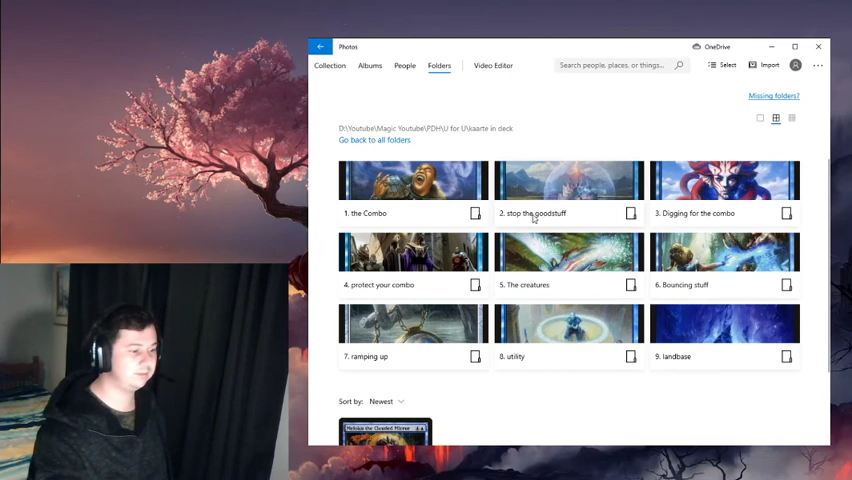 Photos
OneDrive
Collection Albums People Folders Video Editor
Search people, places, or things...
Select Import
Missing folders?
D:\Youtube\Magic Youtube\PDH\U for U\kaarte in deck
Go back to all folders
1. the Combo
2. stop the goodstuff
3. Digging for the combo
4. protect your combo
5. The creatures
6. Bouncing stuff
7. ramping up
8. utility
9. landbase
Sort by: Newest